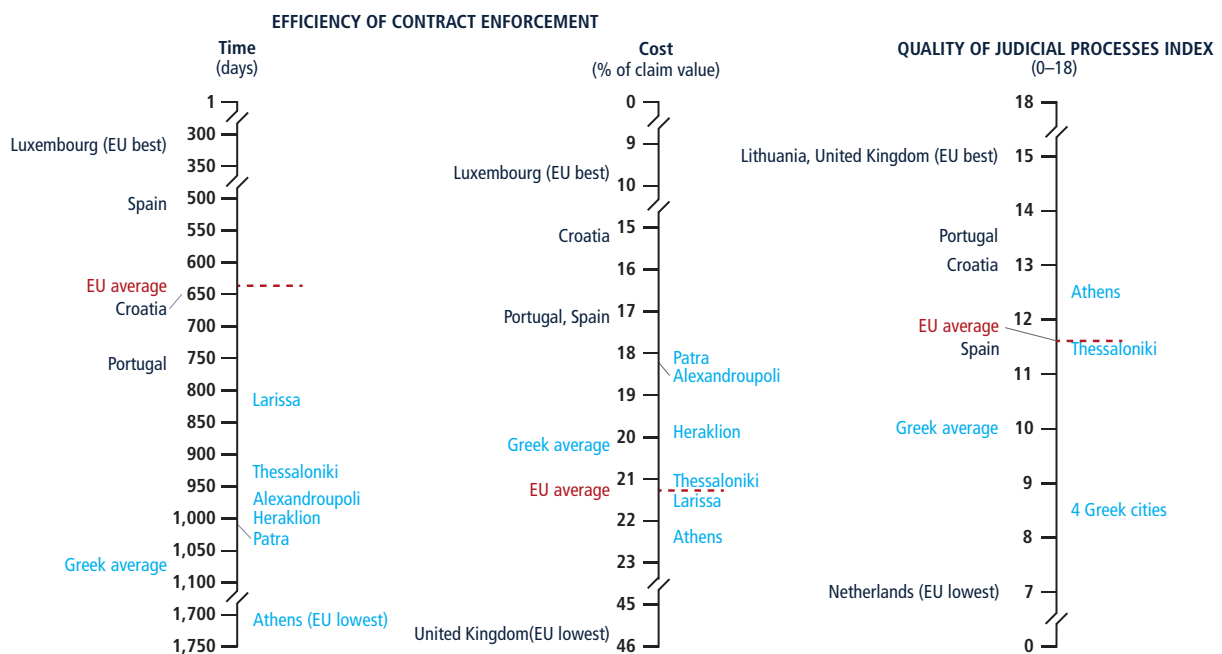 EFFICIENCY OF CONTRACT ENFORCEMENT
Time
(days)
1
300
350
500
550
600
650
700
750
800
850
900
950
1,000
1,050
1,100
1,700
1,750
Luxembourg (EU best)
Spain
EU average
Croatia
Portugal
Greek average
Larissa
Thessaloniki
Alexandroupoli
Heraklion
Patra
Athens (EU lowest)
Cost
(% of claim value)
0
9
10
15
16
17
18
19
20
21
22
23
45
46
Luxembourg (EU best)
Croatia
Portugal, Spain
Greek average
EU average
United Kingdom(EU lowest)
Patra
Alexandroupoli
Heraklion
Thessaloniki
Larissa
Athens
QUALITY OF JUDICIAL PROCESSES INDEX
(0–18)
18
15
14
13
12
11
10
9
8
7
0
Lithuania, United Kingdom (EU best)
Portugal
Croatia
EU average
Spain
Greek average
Netherlands (EU lowest)
Athens
Thessaloniki
4 Greek cities